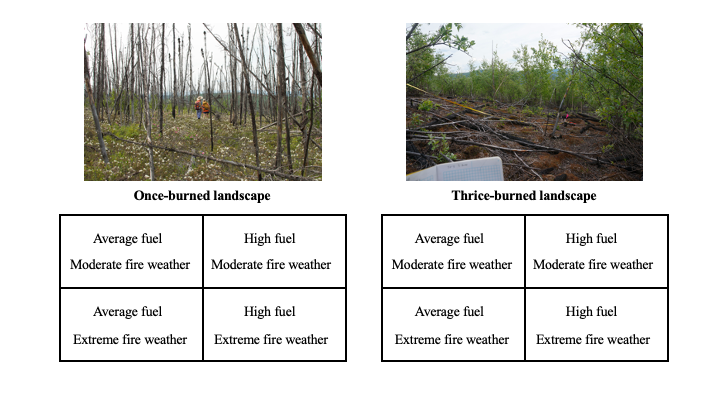 Once-burned landscape
Average fuel
Moderate fire weather
High fuel
Moderate fire weather
Average fuel
Extreme fire weather
High fuel
Extreme fire weather
Thrice-burned landscape
Average fuel
Moderate fire weather
High fuel
Moderate fire weather
Average fuel
Extreme fire weather
High fuel
Extreme fire weather